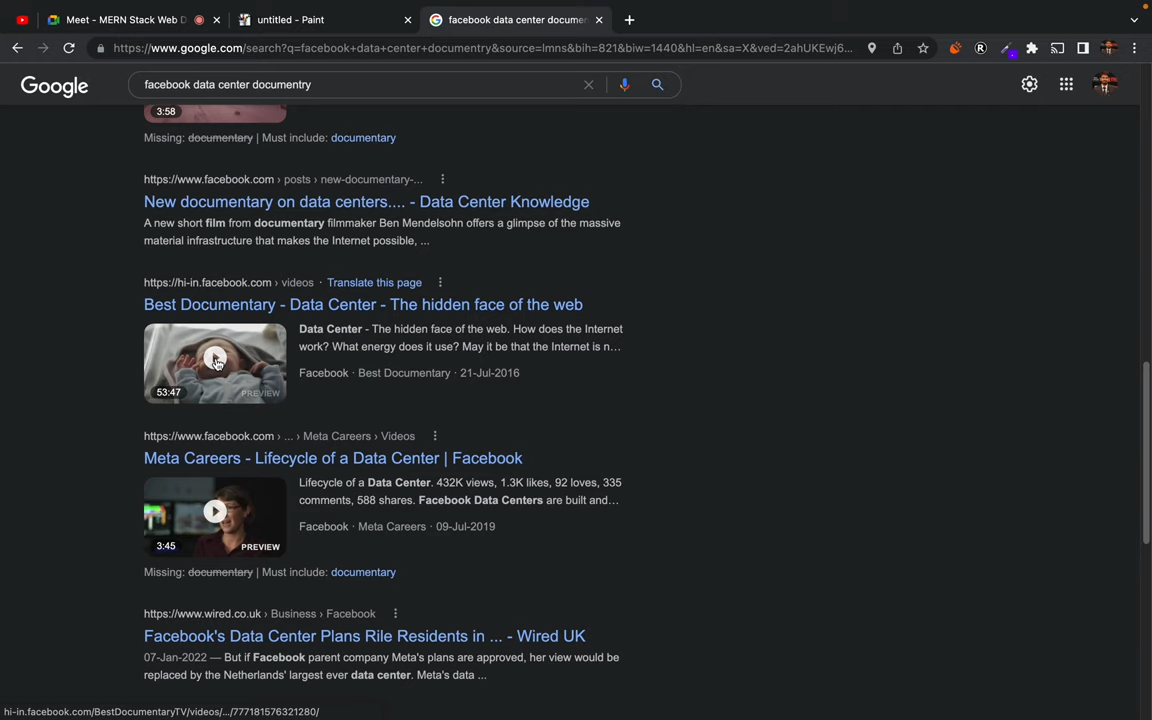 Meet - MERN Stack Web D
untitled - Paint
facebook data center documen
https://www.google.com/search?q=facebook+data+center+documentry&source=lmns&bih=821&biw=1440&hl=en&sa=X&ved=2ahUKEwj6...
Google
facebook data center documentry
3:58
Missing: documentary | Must include: documentary
https://www.facebook.com › posts › new-documentary-...
New documentary on data centers.... - Data Center Knowledge
A new short film from documentary filmmaker Ben Mendelsohn offers a glimpse of the massive
material infrastructure that makes the Internet possible, ...
https://hi-in.facebook.com › videos · Translate this page
Best Documentary - Data Center - The hidden face of the web
Data Center - The hidden face of the web. How does the Internet
work? What energy does it use? May it be that the Internet is n...
Facebook · Best Documentary · 21-Jul-2016
53:47
PREVIEW
https://www.facebook.com › ... › Meta Careers › Videos
Meta Careers - Lifecycle of a Data Center | Facebook
Lifecycle of a Data Center. 432K views, 1.3K likes, 92 loves, 335
comments, 588 shares. Facebook Data Centers are built and...
Facebook · Meta Careers · 09-Jul-2019
3:45
PREVIEW
Missing: documentary | Must include: documentary
https://www.wired.co.uk › Business › Facebook
Facebook's Data Center Plans Rile Residents in ... - Wired UK
07-Jan-2022 — But if Facebook parent company Meta's plans are approved, her view would be
replaced by the Netherlands' largest ever data center. Meta's data ...
hi-in.facebook.com/BestDocumentaryTV/videos/.../777181576321280/